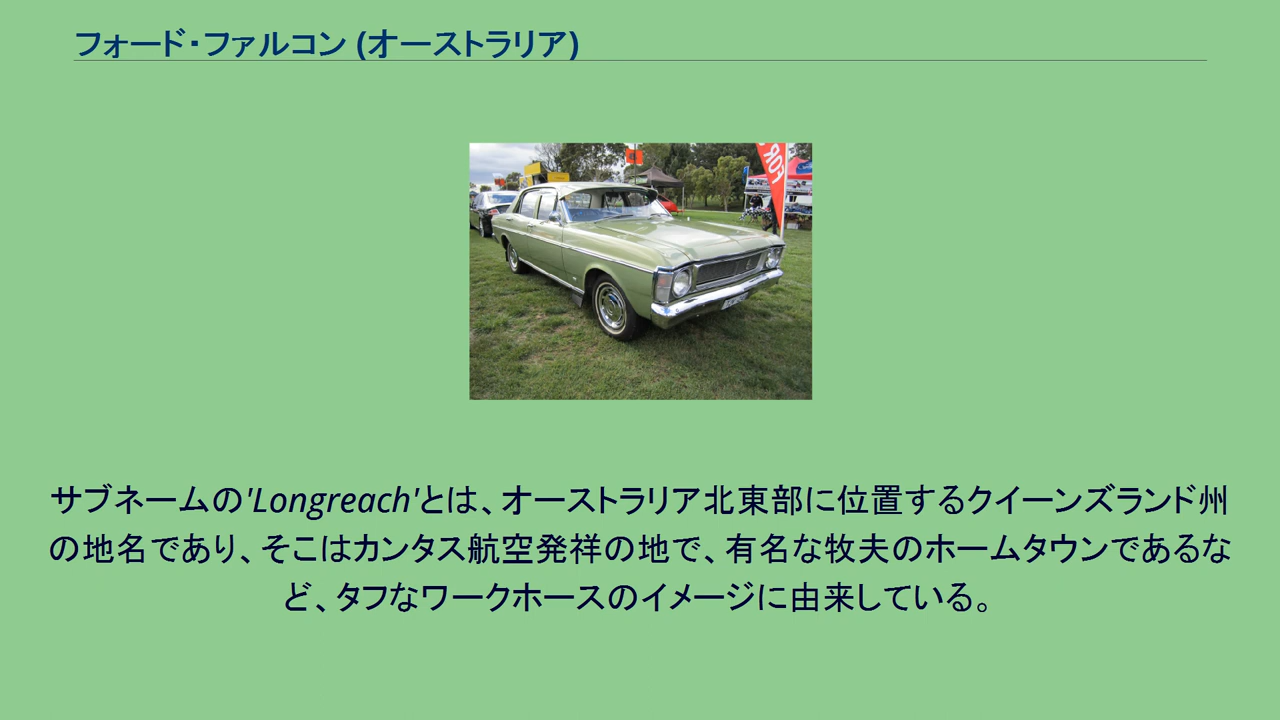 フォード・ファルコン (オーストラリア)
FOR
サブネームの'Longreach'とは、オーストラリア北東部に位置するクイーンズランド州
の地名であり、そこはカンタス航空発祥の地で、有名な牧夫のホームタウンであるな
ど、タフなワークホースのイメージに由来している。